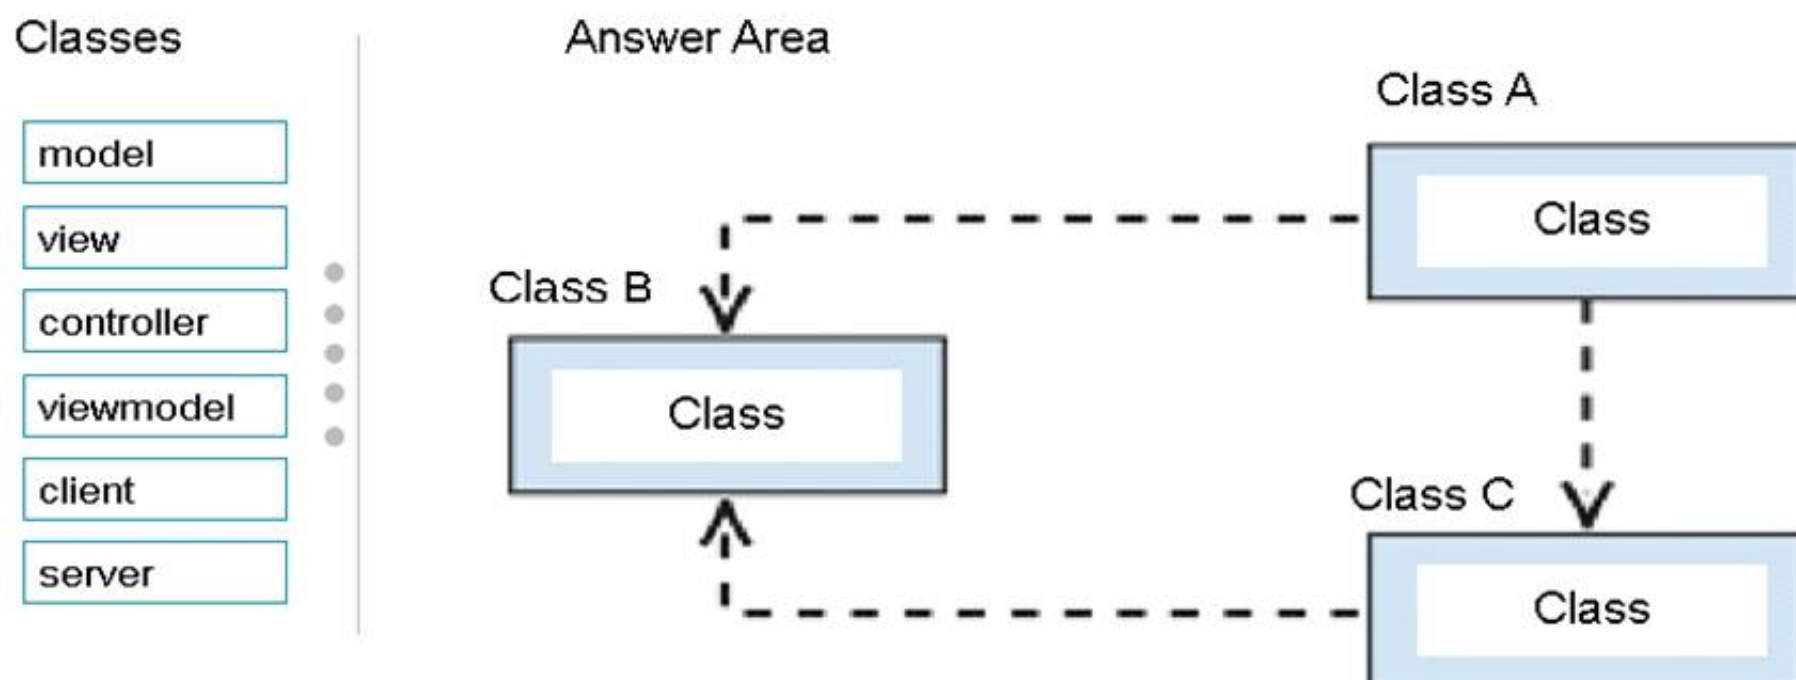 Classes
model
view
controller
viewmodel
client
server
Answer Area
Class A
Class
Class B
Class
Class C
Class